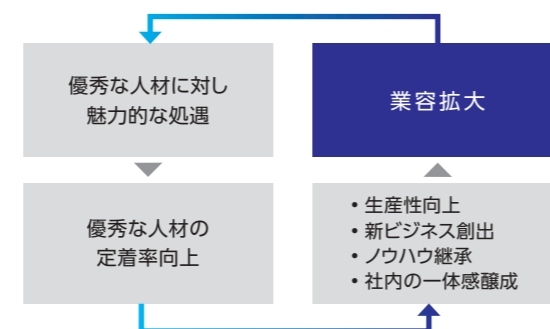 優秀な人材に対し
魅力的な処遇
業容拡大
優秀な人材の
定着率向上
• 生産性向上
• 新ビジネス創出
• ノウハウ継承
• 社内の一体感醸成